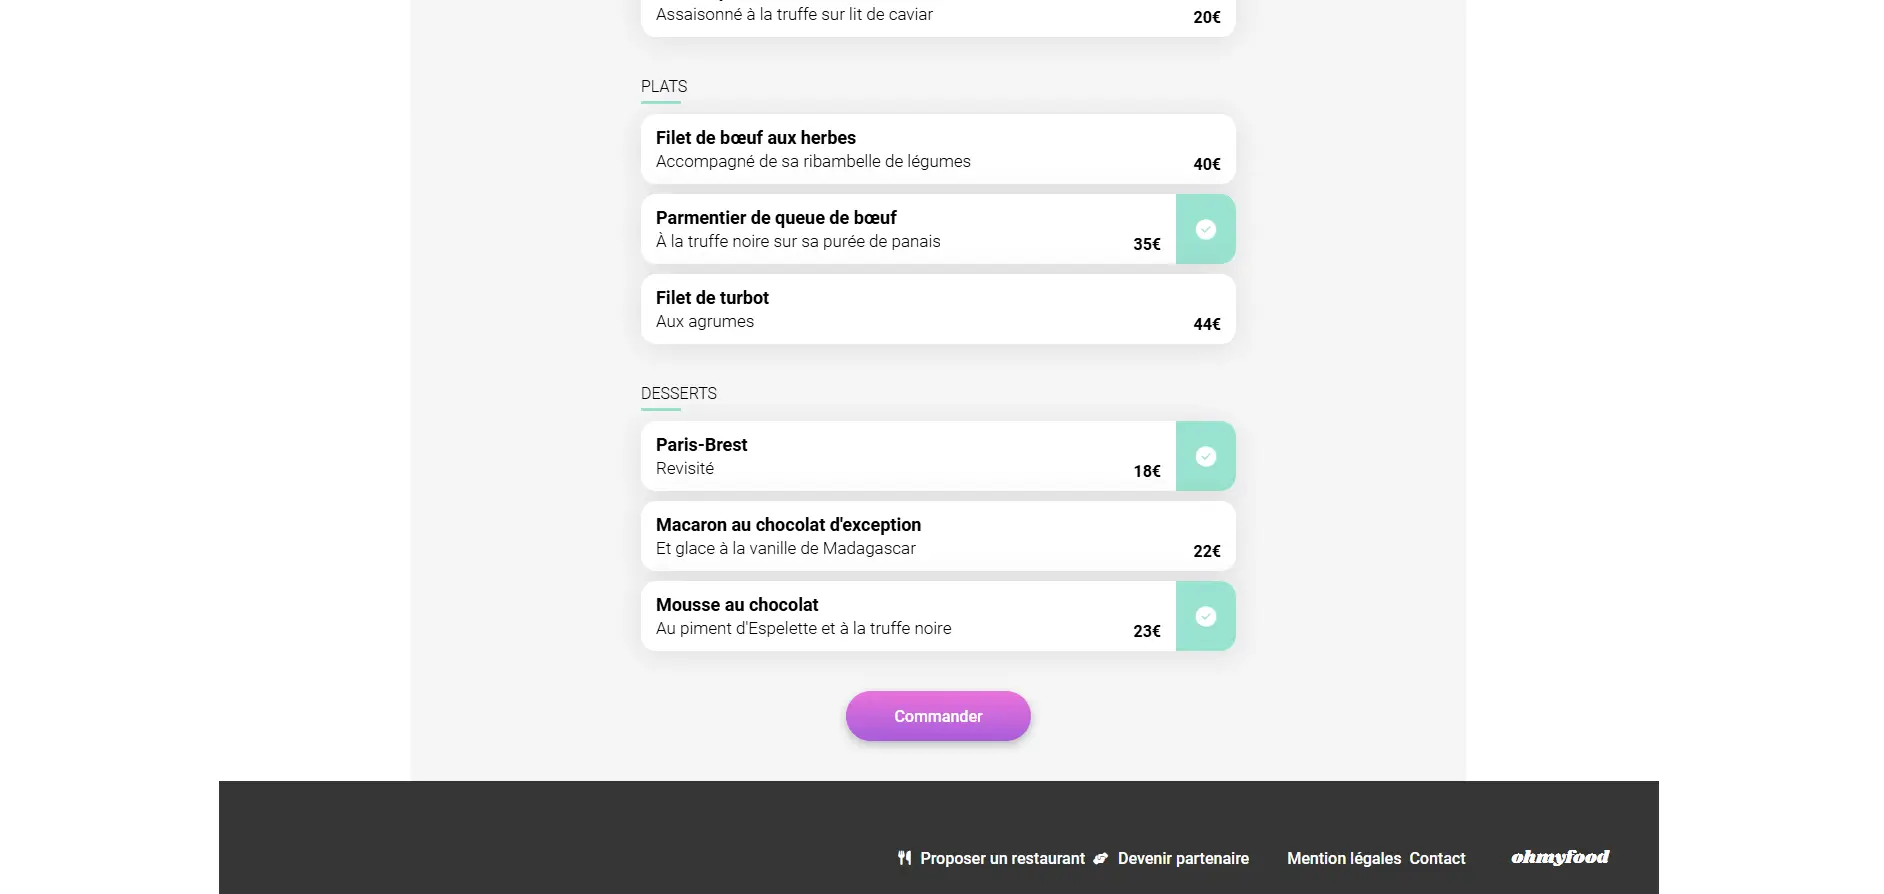 Assaisonné à la truffe sur lit de caviar
20€
PLATS
Filet de bœuf aux herbes
Accompagné de sa ribambelle de légumes
40€
Parmentier de queue de bœuf
À la truffe noire sur sa purée de panais
35€
Filet de turbot
Aux agrumes
44€
DESSERTS
Paris-Brest
Revisité
18€
Macaron au chocolat d'exception
Et glace à la vanille de Madagascar
22€
Mousse au chocolat
Au piment d'Espelette et à la truffe noire
23€
Commander
Proposer un restaurant Devenir partenaire Mention légales Contact ohmyfood